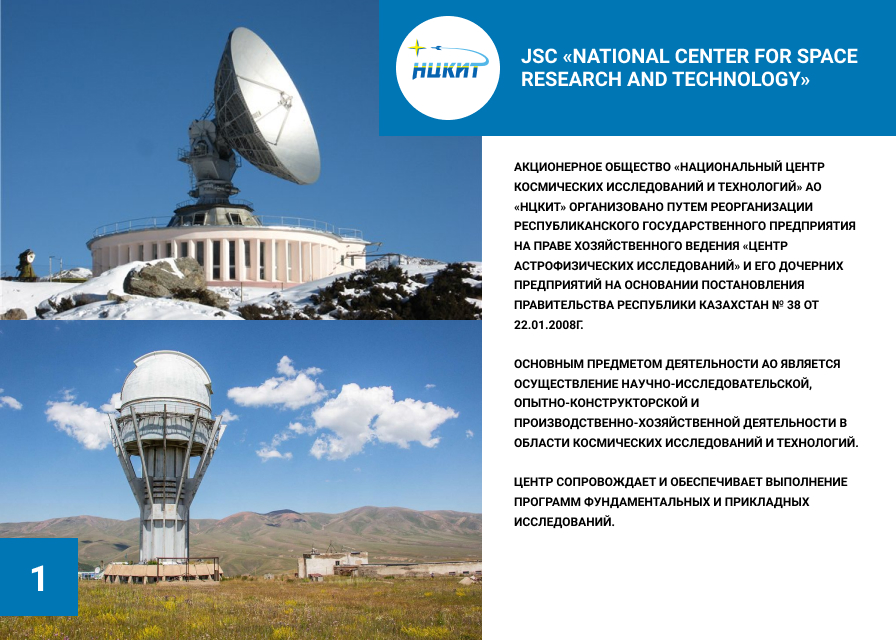 НЦКИТ
JSC «NATIONAL CENTER FOR SPACE
RESEARCH AND TECHNOLOGY»
АКЦИОНЕРНОЕ ОБЩЕСТВО «НАЦИОНАЛЬНЫЙ ЦЕНТР
КОСМИЧЕСКИХ ИССЛЕДОВАНИЙ И ТЕХНОЛОГИЙ» АО
«НЦКИТ» ОРГАНИЗОВАНО ПУТЕМ РЕОРГАНИЗАЦИИ
РЕСПУБЛИКАНСКОГО ГОСУДАРСТВЕННОГО ПРЕДПРИЯТИЯ
НА ПРАВЕ ХОЗЯЙСТВЕННОГО ВЕДЕНИЯ «ЦЕНТР
АСТРОФИЗИЧЕСКИХ ИССЛЕДОВАНИЙ» И ЕГО ДОЧЕРНИХ
ПРЕДПРИЯТИЙ НА ОСНОВАНИИ ПОСТАНОВЛЕНИЯ
ПРАВИТЕЛЬСТВА РЕСПУБЛИКИ КАЗАХСТАН № 38 ОТ
22.01.2008Г.
ОСНОВНЫМ ПРЕДМЕТОМ ДЕЯТЕЛЬНОСТИ АО ЯВЛЯЕТСЯ
ОСУЩЕСТВЛЕНИЕ НАУЧНО-ИССЛЕДОВАТЕЛЬСКОЙ,
ОПЫТНО-КОНСТРУКТОРСКОЙ И
ПРОИЗВОДСТВЕННО-ХОЗЯЙСТВЕННОЙ ДЕЯТЕЛЬНОСТИ В
ОБЛАСТИ КОСМИЧЕСКИХ ИССЛЕДОВАНИЙ И ТЕХНОЛОГИЙ.
ЦЕНТР СОПРОВОЖДАЕТ И ОБЕСПЕЧИВАЕТ ВЫПОЛНЕНИЕ
ПРОГРАММ ФУНДАМЕНТАЛЬНЫХ И ПРИКЛАДНЫХ
ИССЛЕДОВАНИЙ.
1